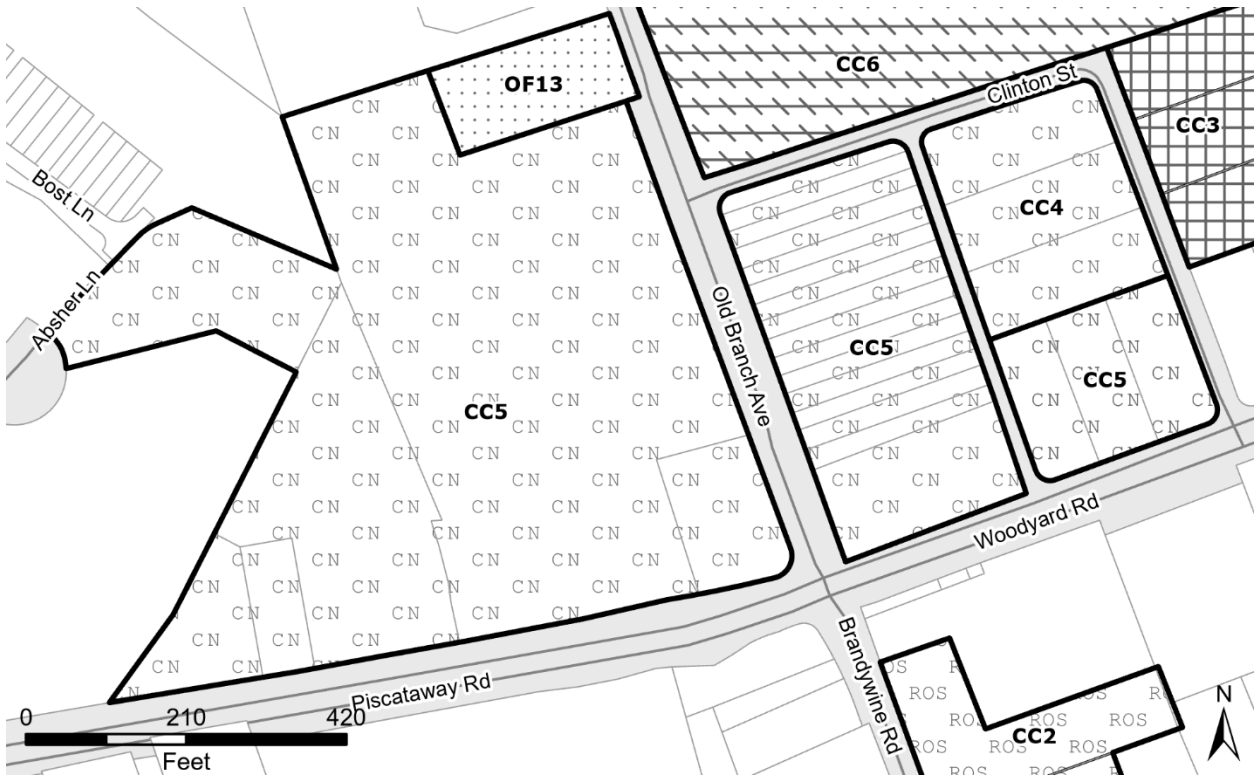 OF13
CC6
Clinton St
CC3
Bost Ln
CC4
Absher Ln
Old Branch Ave
CC5
CC5
CC5
CN
Woodyard Rd
Piscataway Rd
Brandywine Rd
ROS
CC2
N
0 210 420
Feet